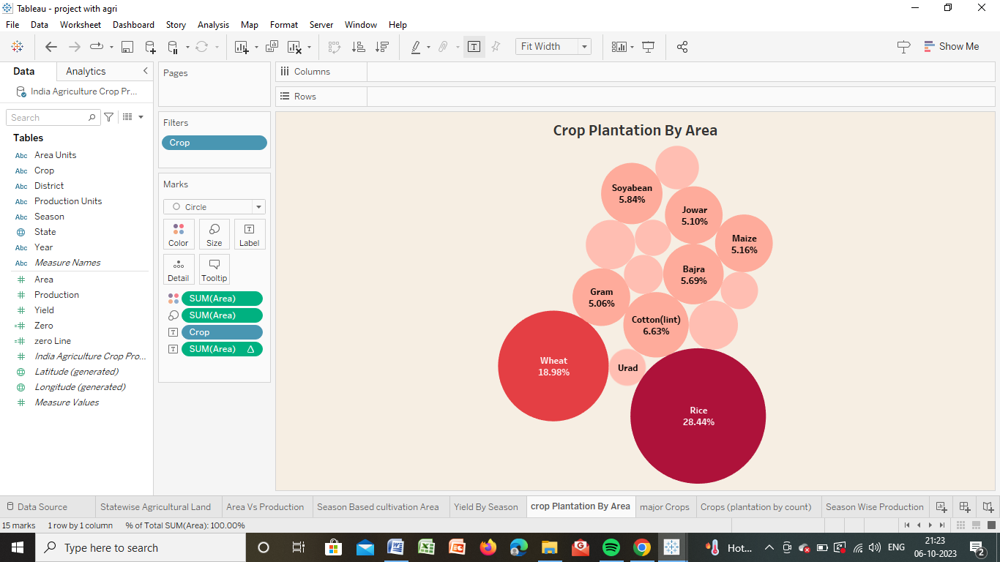 Tableau - project with agri
File Data Worksheet Dashboard Story Analysis Map Format Server Window Help
Fit Width
Show Me
Data Analytics
India Agriculture Crop Pr...
Search
Tables
Abc Area Units
Abc Crop
Abc District
Abc Production Units
Abc Season
State
Abc Year
Abc Measure Names
# Area
# Production
# Yield
=# Zero
=# zero Line
# India Agriculture Crop Pro...
Latitude (generated)
Longitude (generated)
# Measure Values
Pages
Filters
Crop
Marks
Circle
Color Size Label
Detail Tooltip
SUM(Area)
SUM(Area)
Crop
SUM(Area) Δ
Columns
Rows
Crop Plantation By Area
Soyabean
5.84%
Jowar
5.10%
Maize
5.16%
Bajra
5.69%
Gram
5.06%
Cotton(lint)
6.63%
Wheat
18.98%
Urad
Rice
28.44%
Data Source Statewise Agricultural Land Area Vs Production Season Based cultivation Area Yield By Season crop Plantation By Area major Crops Crops (plantation by count) Season Wise Production
15 marks 1 row by 1 column % of Total SUM(Area): 100.00%
Type here to search
Hot... ENG
21:23
06-10-2023
2